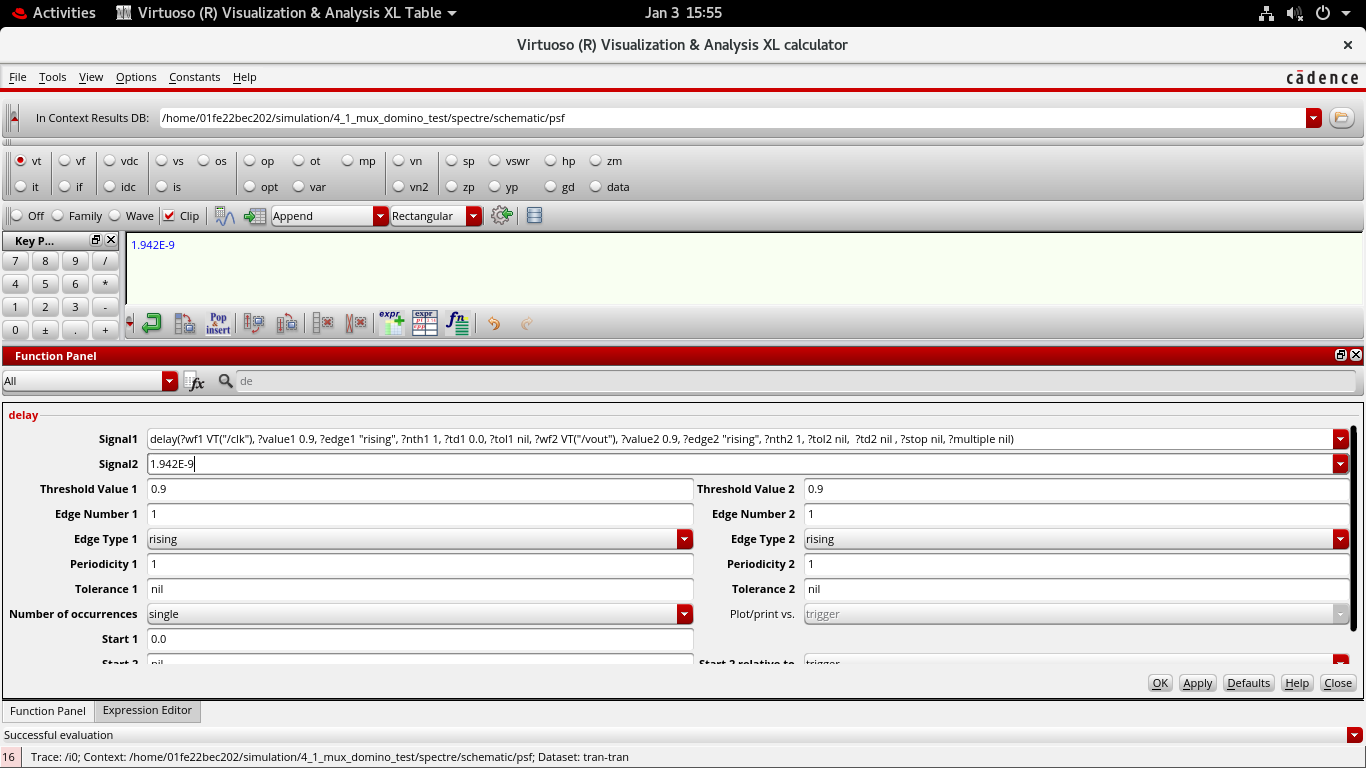 Activities Virtuoso (R) Visualization & Analysis XL Table Jan 3 15:55
Virtuoso (R) Visualization & Analysis XL calculator ×
File Tools View Options Constants Help cādence
In Context Results DB: /home/01fe22bec202/simulation/4_1_mux_domino_test/spectre/schematic/psf
vt vf vdc vs os op ot mp vn sp vswr hp zm
it if idc is opt var vn2 zp yp gd data
Off Family Wave Clip Append Rectangular
Key P...
1.942E-9
7 8 9 /
4 5 6 *
1 2 3 -
0 ± . +
Pop insert expr expr fn
Function Panel
All fx de
delay
Signal1 delay(?wf1 VT("/clk"), ?value1 0.9, ?edge1 "rising", ?nth1 1, ?td1 0.0, ?tol1 nil, ?wf2 VT("/vout"), ?value2 0.9, ?edge2 "rising", ?nth2 1, ?tol2 nil, ?td2 nil , ?stop nil, ?multiple nil)
Signal2 1.942E-9
Threshold Value 1 0.9 Threshold Value 2 0.9
Edge Number 1 1 Edge Number 2 1
Edge Type 1 rising Edge Type 2 rising
Periodicity 1 1 Periodicity 2 1
Tolerance 1 nil Tolerance 2 nil
Number of occurrences single Plot/print vs. trigger
Start 1 0.0
Start 2 nil Start 2 relative to trigger
OK Apply Defaults Help Close
Function Panel Expression Editor
Successful evaluation
16 Trace: /i0; Context: /home/01fe22bec202/simulation/4_1_mux_domino_test/spectre/schematic/psf; Dataset: tran-tran